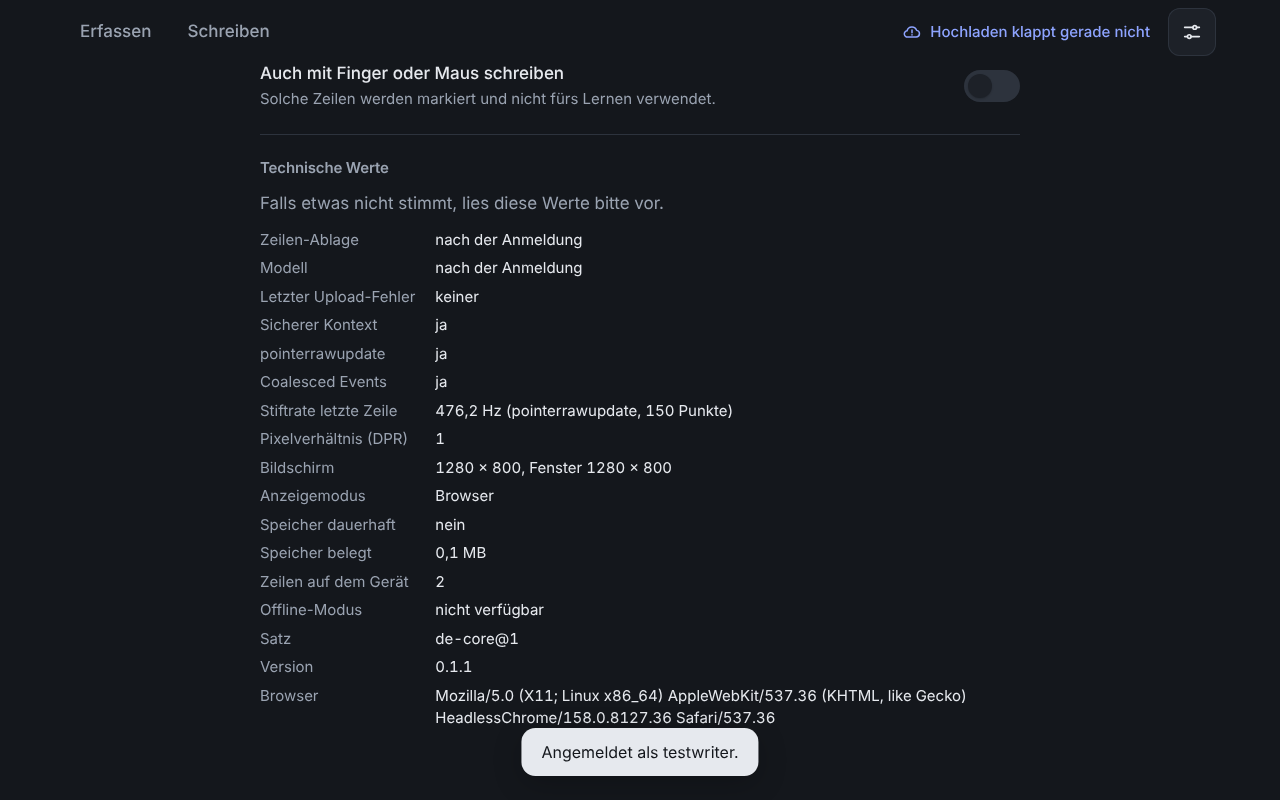 Erfassen Schreiben Hochladen klappt gerade nicht
Auch mit Finger oder Maus schreiben
Solche Zeilen werden markiert und nicht fürs Lernen verwendet.
Technische Werte
Falls etwas nicht stimmt, lies diese Werte bitte vor.
Zeilen-Ablage nach der Anmeldung
Modell nach der Anmeldung
Letzter Upload-Fehler keiner
Sicherer Kontext ja
pointerrawupdate ja
Coalesced Events ja
Stiftrate letzte Zeile 476,2 Hz (pointerrawupdate, 150 Punkte)
Pixelverhältnis (DPR) 1
Bildschirm 1280 × 800, Fenster 1280 × 800
Anzeigemodus Browser
Speicher dauerhaft nein
Speicher belegt 0,1 MB
Zeilen auf dem Gerät 2
Offline-Modus nicht verfügbar
Satz de-core@1
Version 0.1.1
Browser Mozilla/5.0 (X11; Linux x86_64) AppleWebKit/537.36 (KHTML, like Gecko)
HeadlessChrome/158.0.8127.36 Safari/537.36
Angemeldet als testwriter.